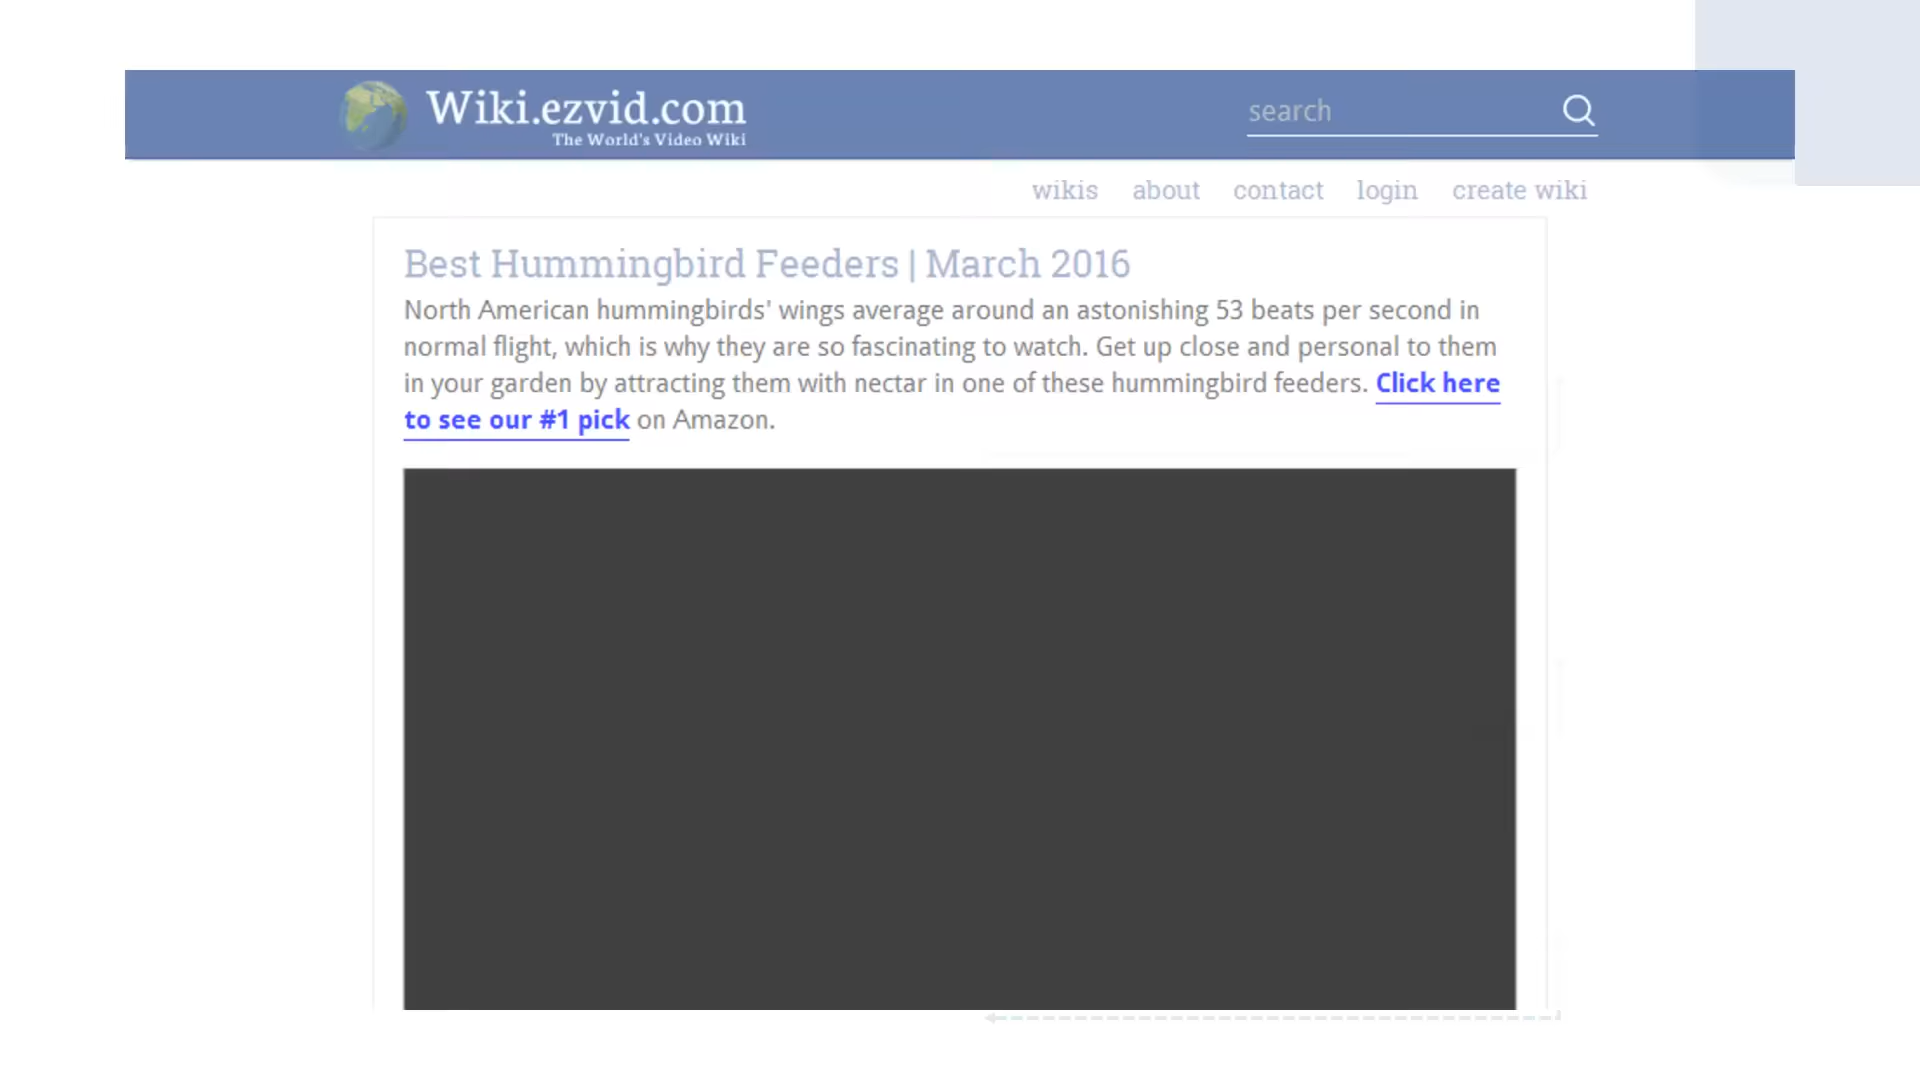 Wiki.ezvid.com
The World's Video Wiki
search
wikis about contact login create wiki
Best Hummingbird Feeders | March 2016
North American hummingbirds' wings average around an astonishing 53 beats per second in
normal flight, which is why they are so fascinating to watch. Get up close and personal to them
in your garden by attracting them with nectar in one of these hummingbird feeders. Click here
to see our #1 pick on Amazon.